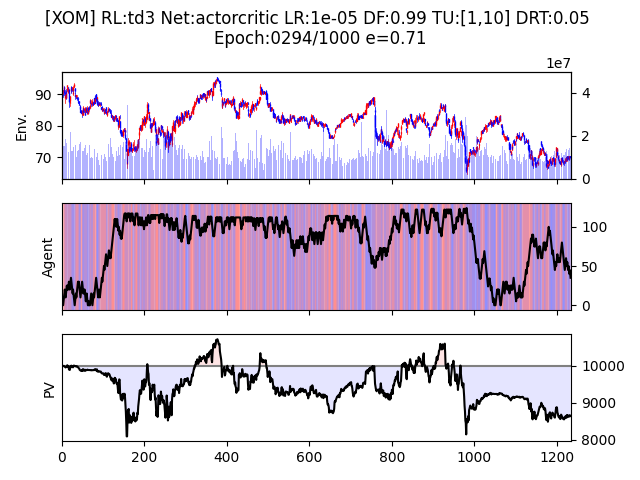 [XOM] RL:td3 Net:actorcritic LR:1e-05 DF:0.99 TU:[1,10] DRT:0.05
Epoch:0294/1000 e=0.71
1e7
90
80
70
Env.
4
2
0
Agent
100
50
0
PV
10000
9000
8000
0 200 400 600 800 1000 1200